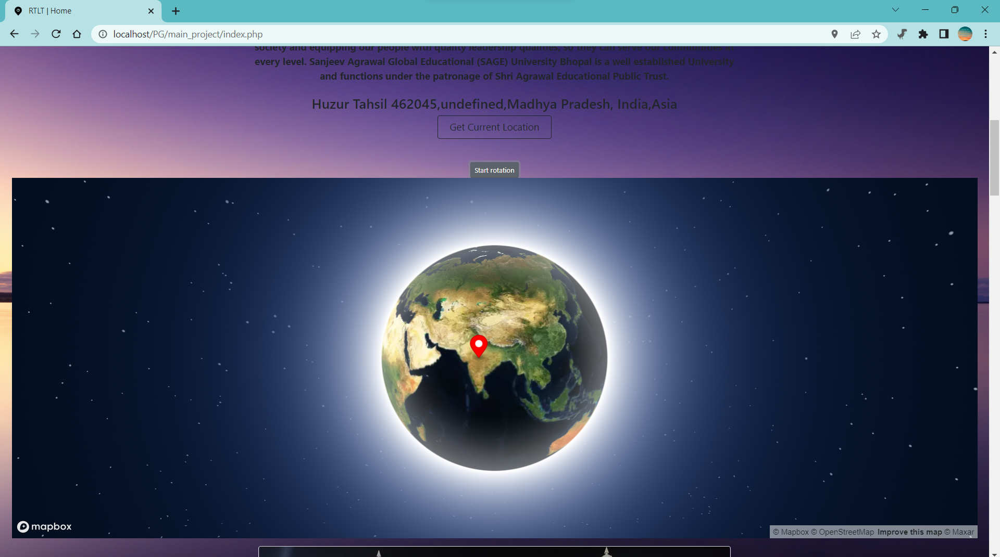 RTLT | Home
localhost/PG/main_project/index.php
society and equipping our people with quality leadership qualities, so they can serve our communities at
every level. Sanjeev Agrawal Global Educational (SAGE) University Bhopal is a well established University
and functions under the patronage of Shri Agrawal Educational Public Trust.
Huzur Tahsil 462045,undefined,Madhya Pradesh, India,Asia
Get Current Location
Start rotation
mapbox
© Mapbox © OpenStreetMap Improve this map © Maxar